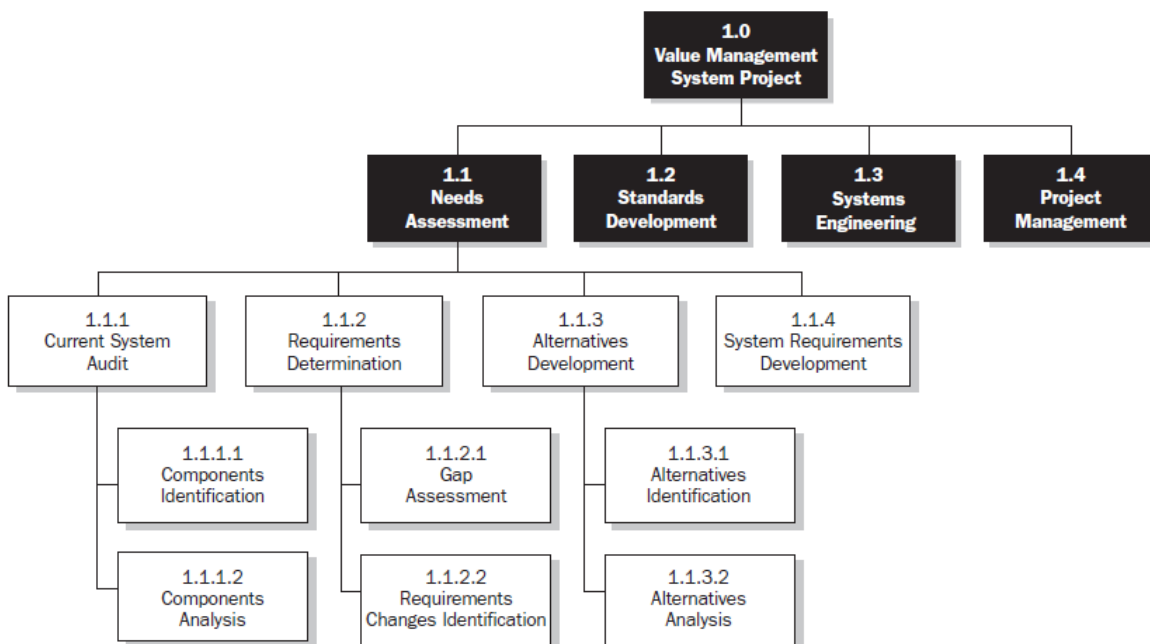 1.0
Value Management
System Project
1.1
Needs
Assessment
1.2
Standards
Development
1.3
Systems
Engineering
1.4
Project
Management
1.1.1
Current System
Audit
1.1.2
Requirements
Determination
1.1.3
Alternatives
Development
1.1.4
System Requirements
Development
1.1.1.1
Components
Identification
1.1.2.1
Gap
Assessment
1.1.3.1
Alternatives
Identification
1.1.1.2
Components
Analysis
1.1.2.2
Requirements
Changes Identification
1.1.3.2
Alternatives
Analysis